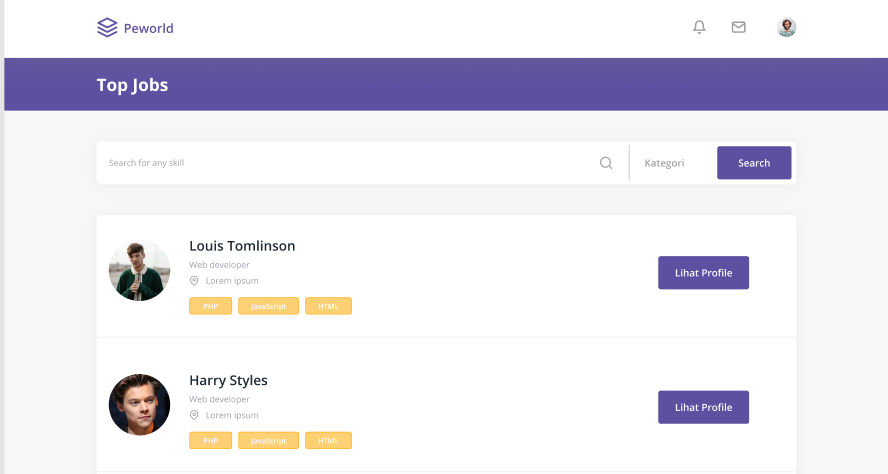 Peworld
Top Jobs
Search for any skill
Kategori
Search
Louis Tomlinson
Web developer
Lorem ipsum
PHP
JavaScript
HTML
Lihat Profile
Harry Styles
Web developer
Lorem ipsum
PHP
JavaScript
HTML
Lihat Profile